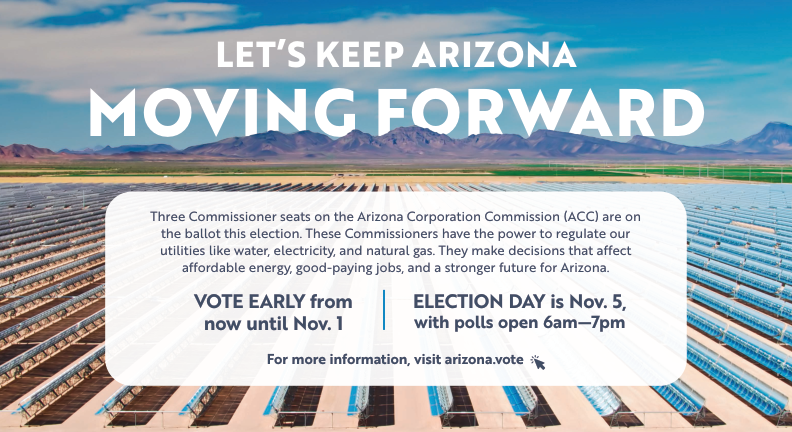 LET’S KEEP ARIZONA
MOVING FORWARD
Three Commissioner seats on the Arizona Corporation Commission (ACC) are on
the ballot this election. These Commissioners have the power to regulate our
utilities like water, electricity, and natural gas. They make decisions that affect
affordable energy, good-paying jobs, and a stronger future for Arizona.
VOTE EARLY from
now until Nov. 1
ELECTION DAY is Nov. 5,
with polls open 6am—7pm
For more information, visit arizona.vote